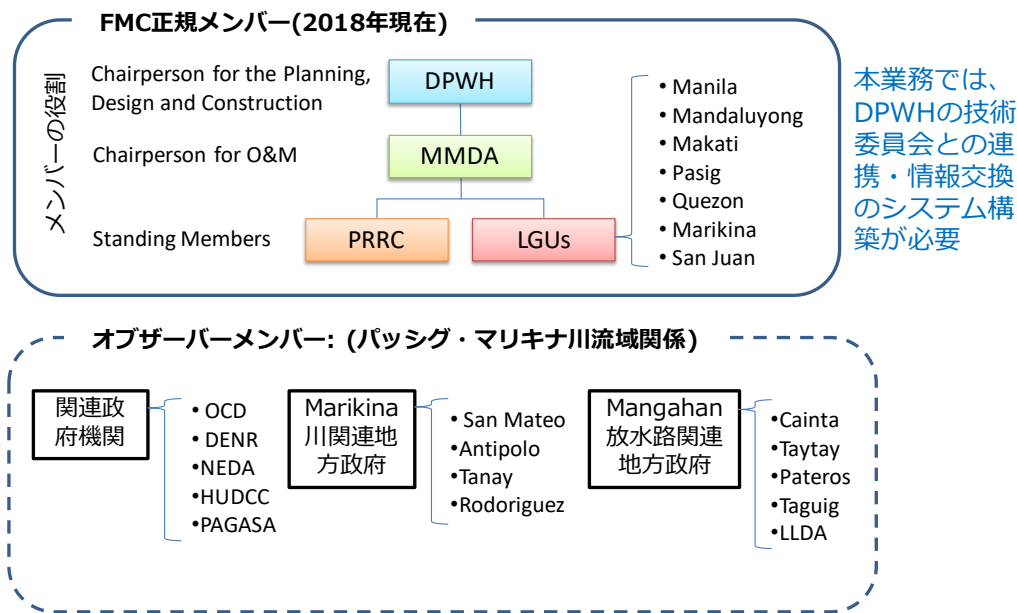 FMC正規メンバー(2018年現在)
メンバーの役割
Chairperson for the Planning,
Design and Construction
DPWH
Chairperson for O&M
MMDA
Standing Members
PRRC
LGUs
• Manila
• Mandaluyong
• Makati
• Pasig
• Quezon
• Marikina
• San Juan
本業務では、
DPWHの技術
委員会との連
携・情報交換
のシステム構
築が必要
オブザーバーメンバー: (パッシグ・マリキナ川流域関係)
関連政
府機関
• OCD
• DENR
•NEDA
•HUDCC
•PAGASA
Marikina
川関連地
方政府
• San Mateo
•Antipolo
•Tanay
•Rodoriguez
Mangahan
放水路関連
地方政府
•Cainta
•Taytay
•Pateros
•Taguig
•LLDA